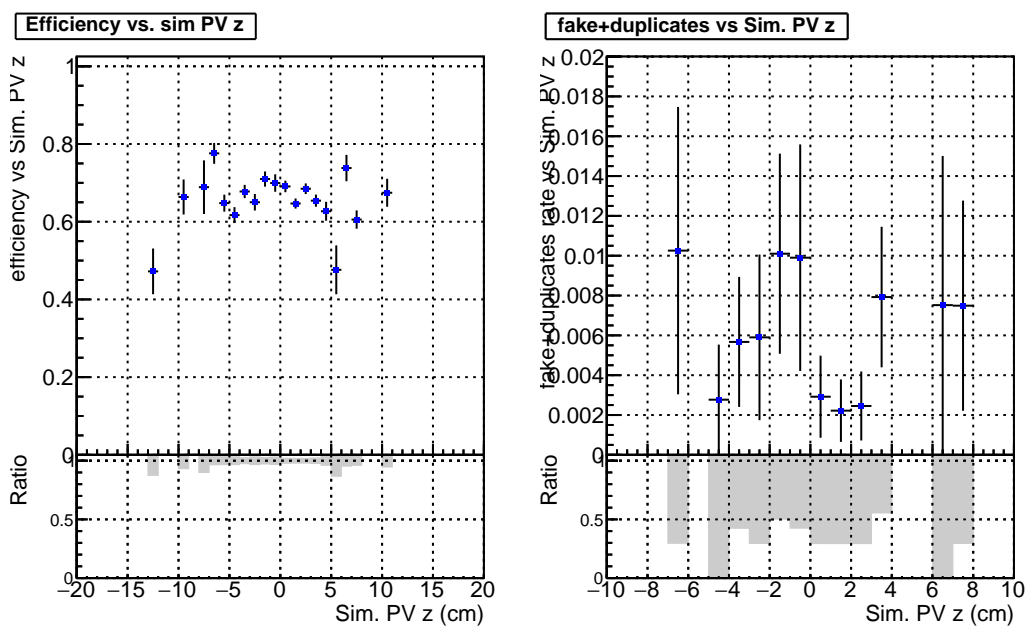 Efficiency vs. sim PV z
efficiency vs Sim. PV z
1
0.8
0.6
0.4
0.2
0
Ratio
1
0.5
0
−20 −15 −10 −5 0 5 10 15 20
Sim. PV z (cm)
fake+duplicates vs Sim. PV z
fake+duplicates rate vs Sim. PV z
0.02
0.018
0.016
0.014
0.012
0.01
0.008
0.006
0.004
0.002
0
Ratio
1
0.5
0
−10 −8 −6 −4 −2 0 2 4 6 8 10
Sim. PV z (cm)